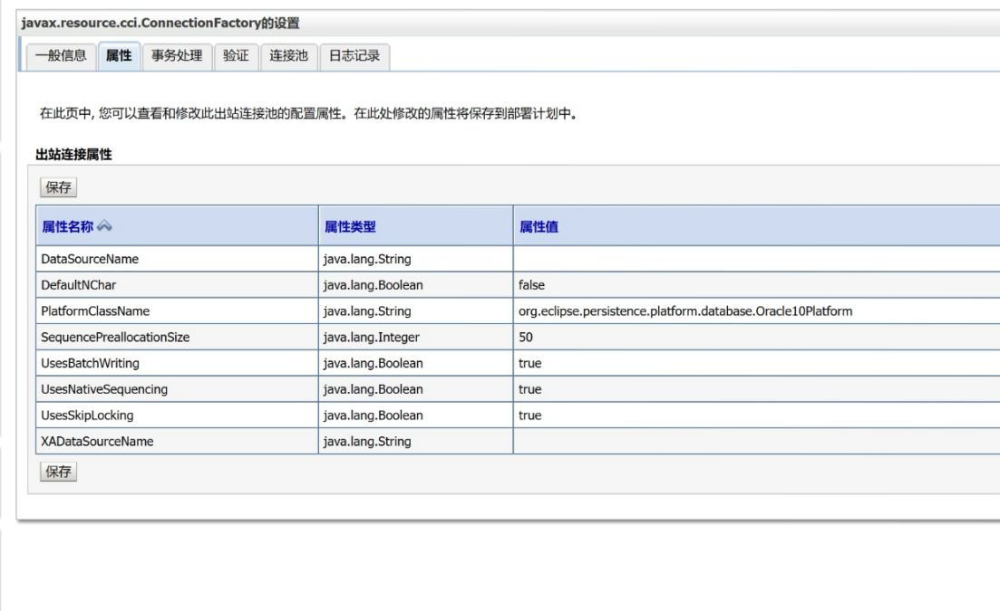 javax.resource.cci.ConnectionFactory的设置
一般信息 属性 事务处理 验证 连接池 日志记录
在此页中, 您可以查看和修改此出站连接池的配置属性。在此处修改的属性将保存到部署计划中。
出站连接属性
保存
属性名称 属性类型 属性值
DataSourceName java.lang.String
DefaultNChar java.lang.Boolean false
PlatformClassName java.lang.String org.eclipse.persistence.platform.database.Oracle10Platform
SequencePreallocationSize java.lang.Integer 50
UsesBatchWriting java.lang.Boolean true
UsesNativeSequencing java.lang.Boolean true
UsesSkipLocking java.lang.Boolean true
XADataSourceName java.lang.String
保存